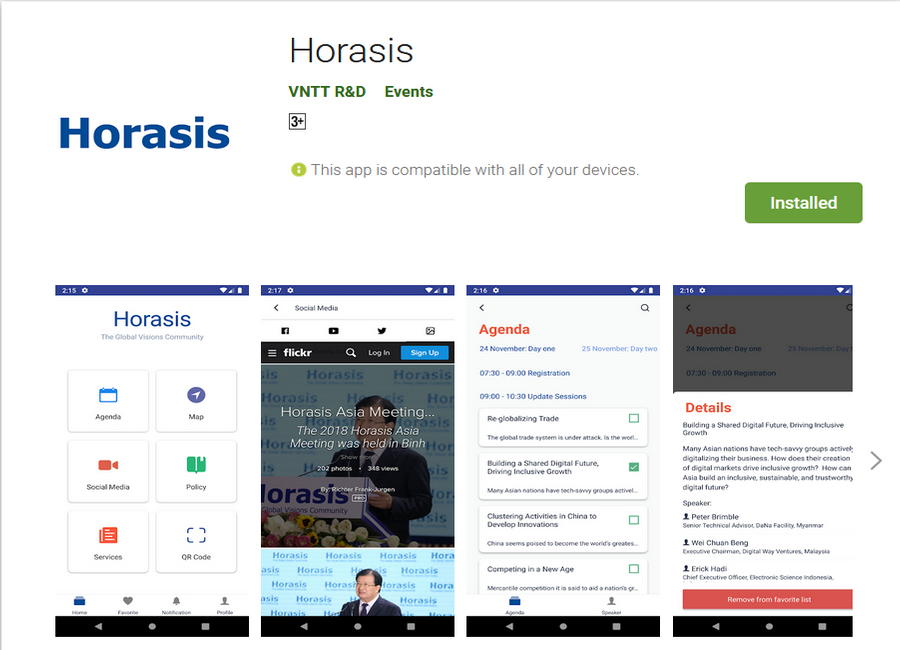 Horasis
VNTT R&D Events
3+
Horasis
This app is compatible with all of your devices.
Installed
2:15
Horasis
The Global Visions Community
Agenda
Map
Social Media
Policy
Services
QR Code
Home
Favorite
Notification
Profile
2:17
Social Media
flickr
Log In
Sign Up
Horasis Asia Meeting...
The 2018 Horasis Asia
Meeting was held in Binh
Show more
202 photos • 348 views
By: Richter Frank-Jurgen
PRO
Horasis
Global Visions Community
2:16
Agenda
24 November: Day one
25 November: Day two
07:30 - 09:00 Registration
09:00 - 10:30 Update Sessions
Re-globalizing Trade
The global trade system is under attack. Is the worl...
Building a Shared Digital Future,
Driving Inclusive Growth
Many Asian nations have tech-savvy groups activel...
Clustering Activities in China to
Develop Innovations
China seems poised to become the world's greates...
Competing in a New Age
Mercantile competition it is said to aid a nation's gr...
Agenda
Speaker
2:16
Agenda
24 November: Day one
25 November: Day t
07:30 - 09:00 Registration
Details
Building a Shared Digital Future, Driving Inclusive
Growth
Many Asian nations have tech-savvy groups actively
digitalizing their business. How does their creation
of digital markets drive inclusive growth? How can
Asia build an inclusive, sustainable, and trustworthy
digital future?
Speaker:
Peter Brimble
Senior Technical Advisor, DaNa Facility, Myanmar
Wei Chuan Beng
Executive Chairman, Digital Way Ventures, Malaysia
Erick Hadi
Chief Executive Officer, Electronic Science Indonesia,
Remove from favorite list